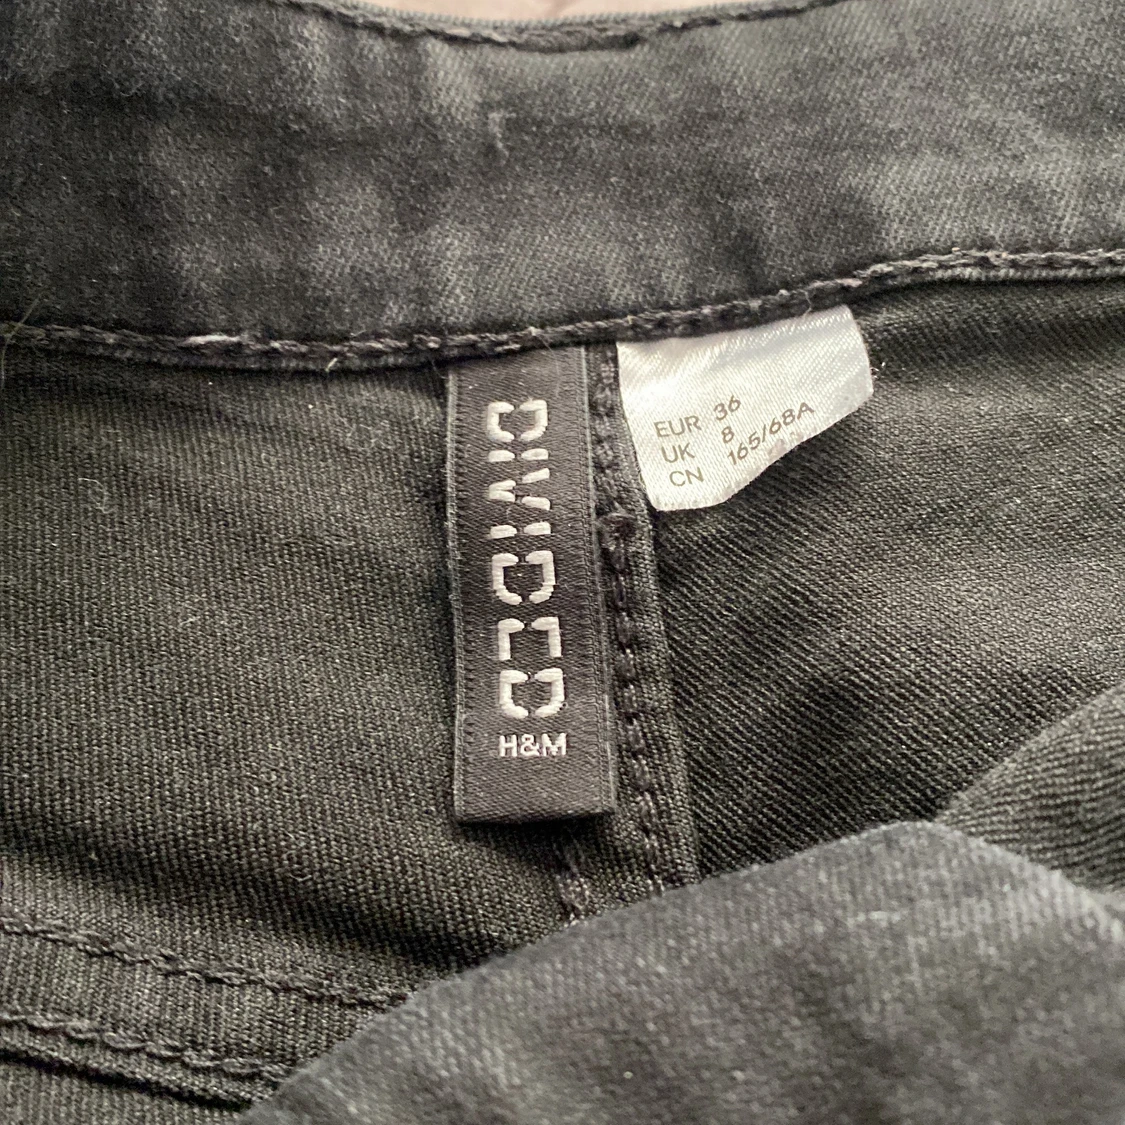 DIVIDED
H&M
EUR 36
UK 8
CN 165/68A